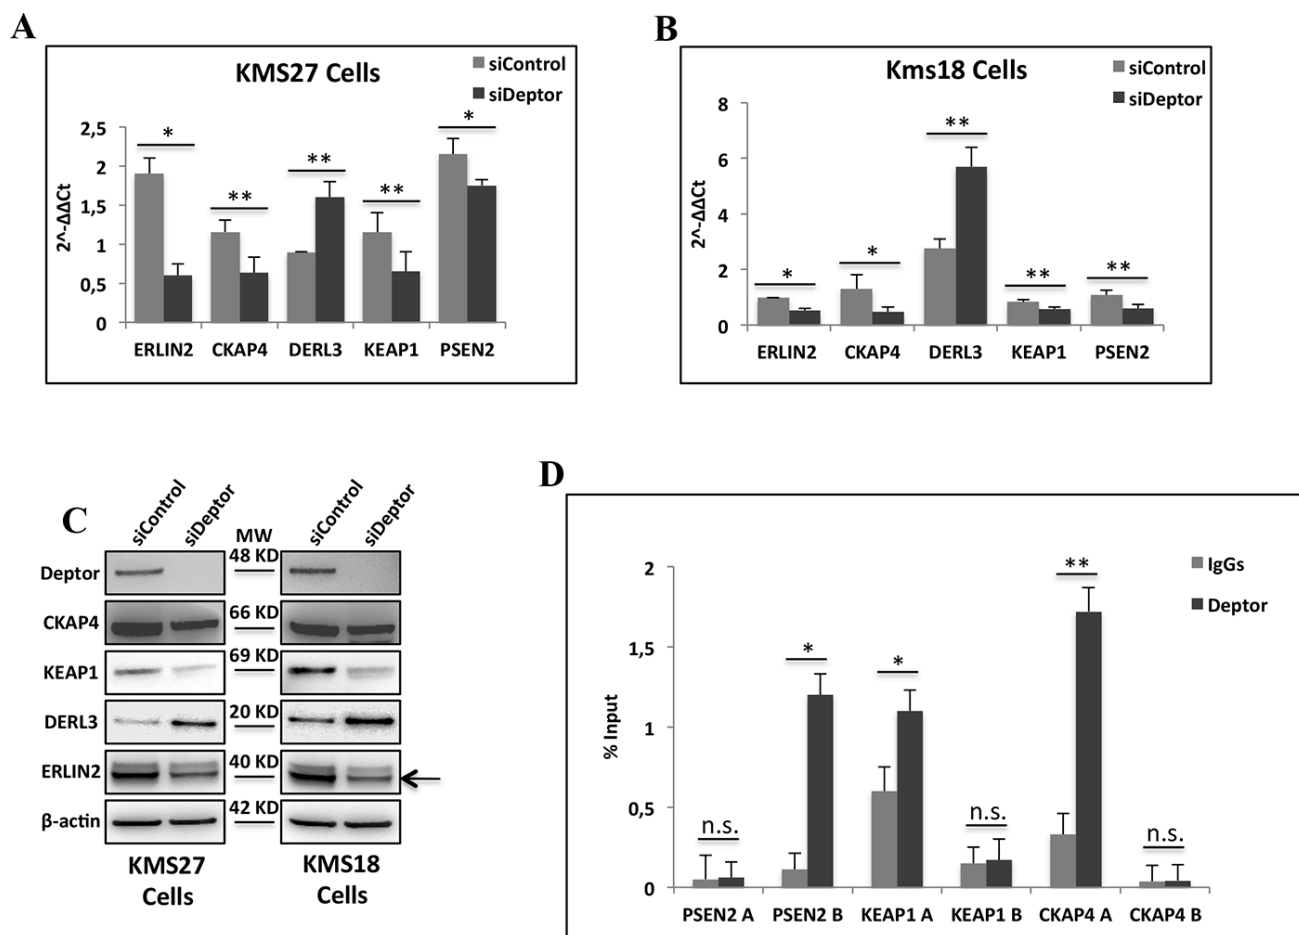 A
KMS27 Cells
siControl
siDeptor
2^-ΔΔCt
2,5
2
1,5
1
0,5
0
*
**
**
**
*
ERLIN2 CKAP4 DERL3 KEAP1 PSEN2
B
Kms18 Cells
siControl
siDeptor
2^-ΔΔCt
8
6
4
2
0
*
*
**
**
**
ERLIN2 CKAP4 DERL3 KEAP1 PSEN2
C
siControl siDeptor MW siControl siDeptor
Deptor 48 KD
CKAP4 66 KD
KEAP1 69 KD
DERL3 20 KD
ERLIN2 40 KD
β-actin 42 KD
KMS27 Cells
KMS18 Cells
D
IgGs
Deptor
% Input
2
1,5
1
0,5
0
n.s.
*
*
n.s.
**
n.s.
PSEN2 A PSEN2 B KEAP1 A KEAP1 B CKAP4 A CKAP4 B